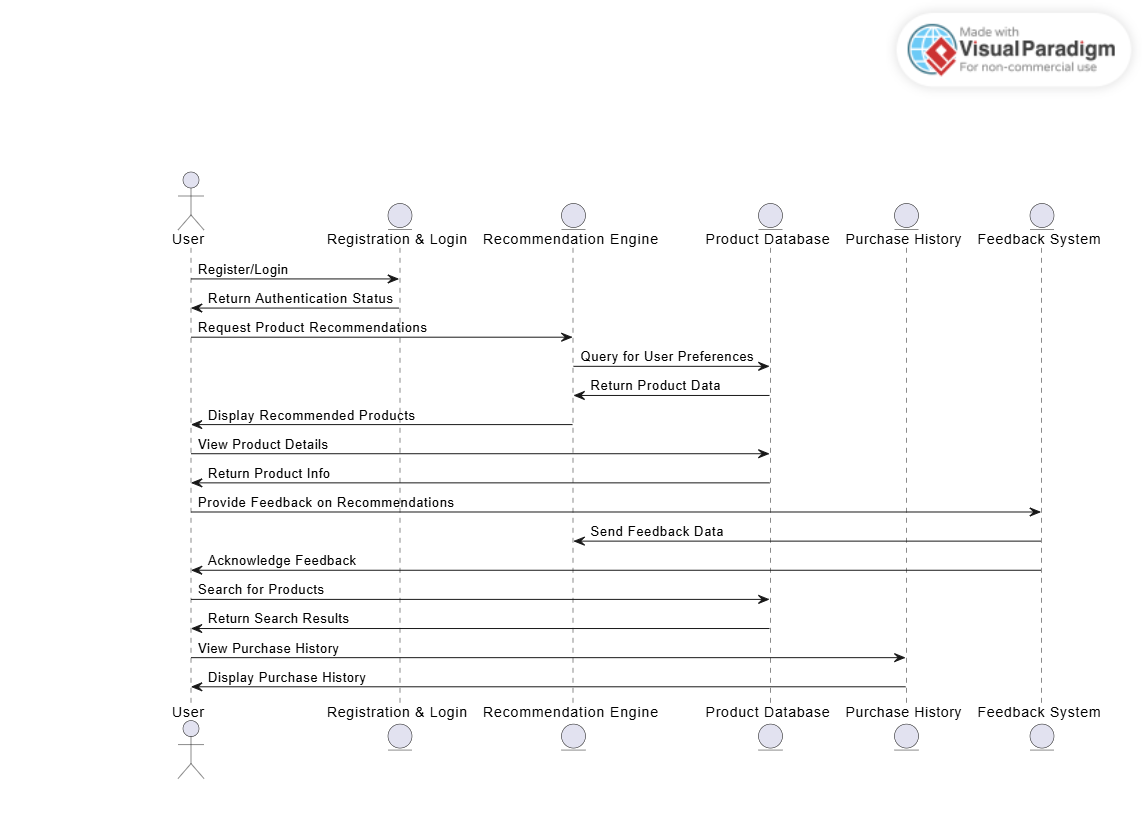 Made with
VisualParadigm
For non-commercial use
User
Registration & Login
Recommendation Engine
Product Database
Purchase History
Feedback System
Register/Login
Return Authentication Status
Request Product Recommendations
Query for User Preferences
Return Product Data
Display Recommended Products
View Product Details
Return Product Info
Provide Feedback on Recommendations
Send Feedback Data
Acknowledge Feedback
Search for Products
Return Search Results
View Purchase History
Display Purchase History
User
Registration & Login
Recommendation Engine
Product Database
Purchase History
Feedback System